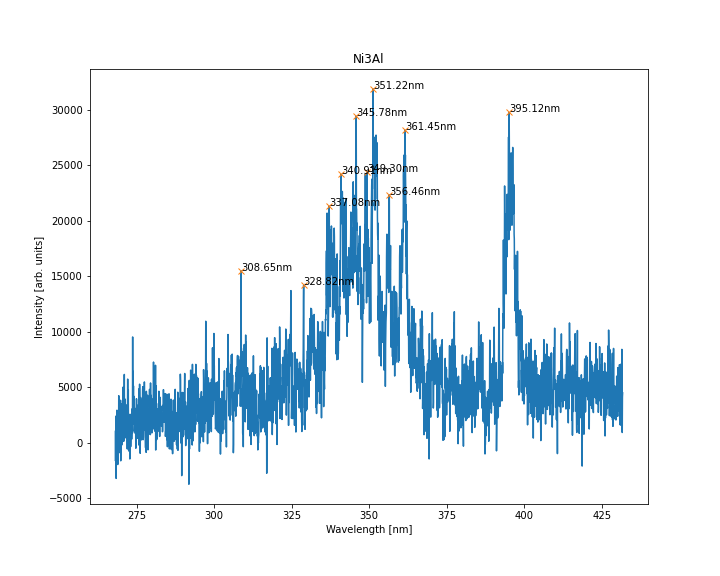 Ni3Al
351.22nm
395.12nm
345.78nm
361.45nm
340.91nm
349.30nm
356.46nm
337.08nm
308.65nm
328.82nm
30000
25000
20000
15000
10000
5000
0
−5000
Intensity [arb. units]
275
300
325
350
375
400
425
Wavelength [nm]